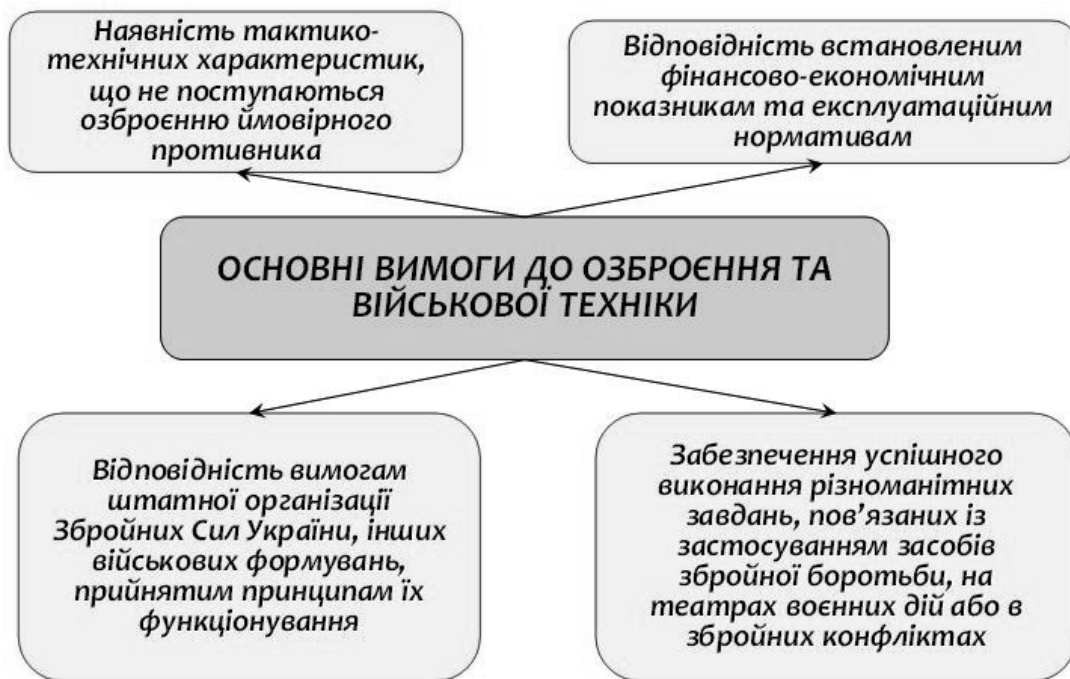 Наявність тактико-
технічних характеристик,
що не поступаються
озброєнню ймовірного
противника
Відповідність встановленим
фінансово-економічним
показникам та експлуатаційним
нормативам
ОСНОВНІ ВИМОГИ ДО ОЗБРОЄННЯ ТА
ВІЙСЬКОВОЇ ТЕХНІКИ
Відповідність вимогам
штатної організації
Збройних Сил України, інших
військових формувань,
прийнятим принципам їх
функціонування
Забезпечення успішного
виконання різноманітних
завдань, пов’язаних із
застосуванням засобів
збройної боротьби, на
театрах воєнних дій або в
збройних конфліктах